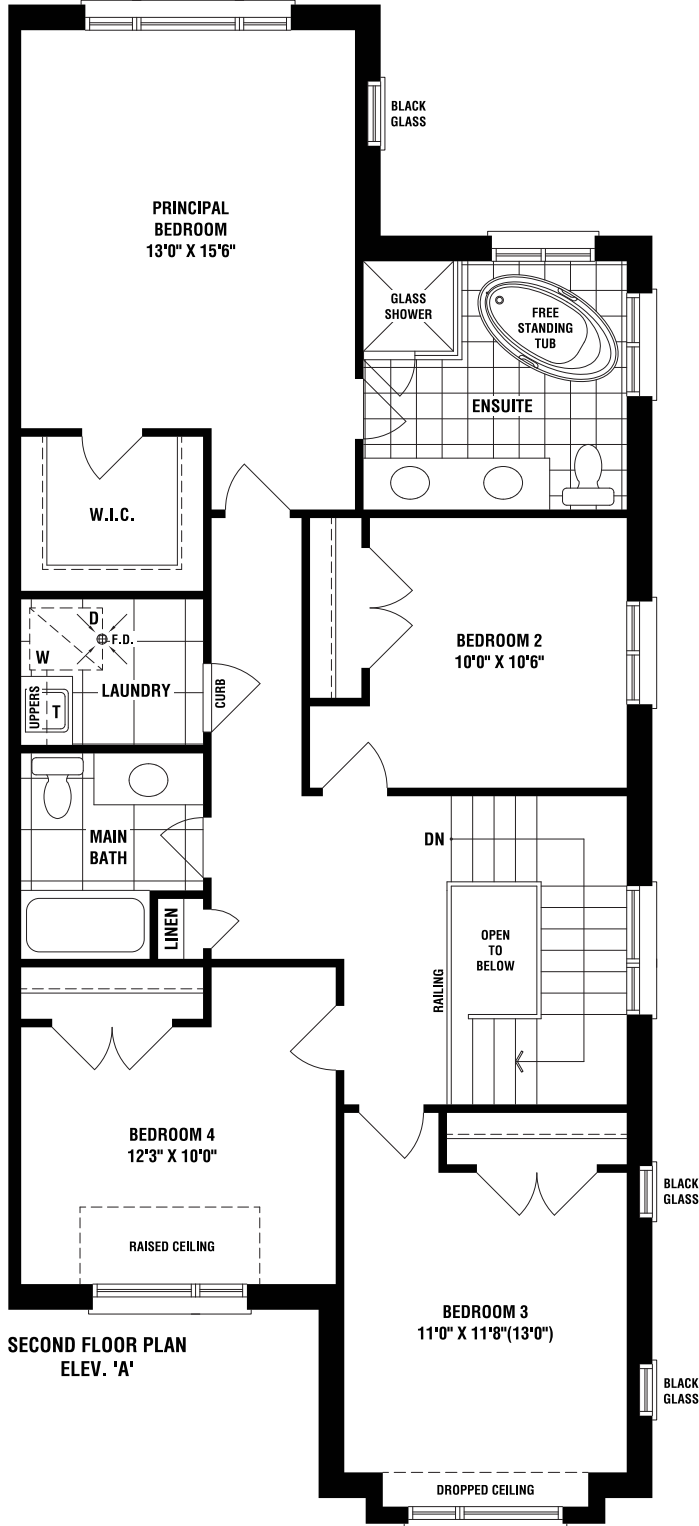 BLACK
GLASS
PRINCIPAL
BEDROOM
13'0" X 15'6"
GLASS
SHOWER
FREE
STANDING
TUB
ENSUITE
W.I.C.
D
F.D.
W
UPPERS
T
LAUNDRY
CURB
BEDROOM 2
10'0" X 10'6"
MAIN
BATH
LINEN
DN
OPEN
TO
BELOW
RAILING
BEDROOM 4
12'3" X 10'0"
RAISED CEILING
BLACK
GLASS
BEDROOM 3
11'0" X 11'8"(13'0")
SECOND FLOOR PLAN
ELEV. 'A'
BLACK
GLASS
DROPPED CEILING